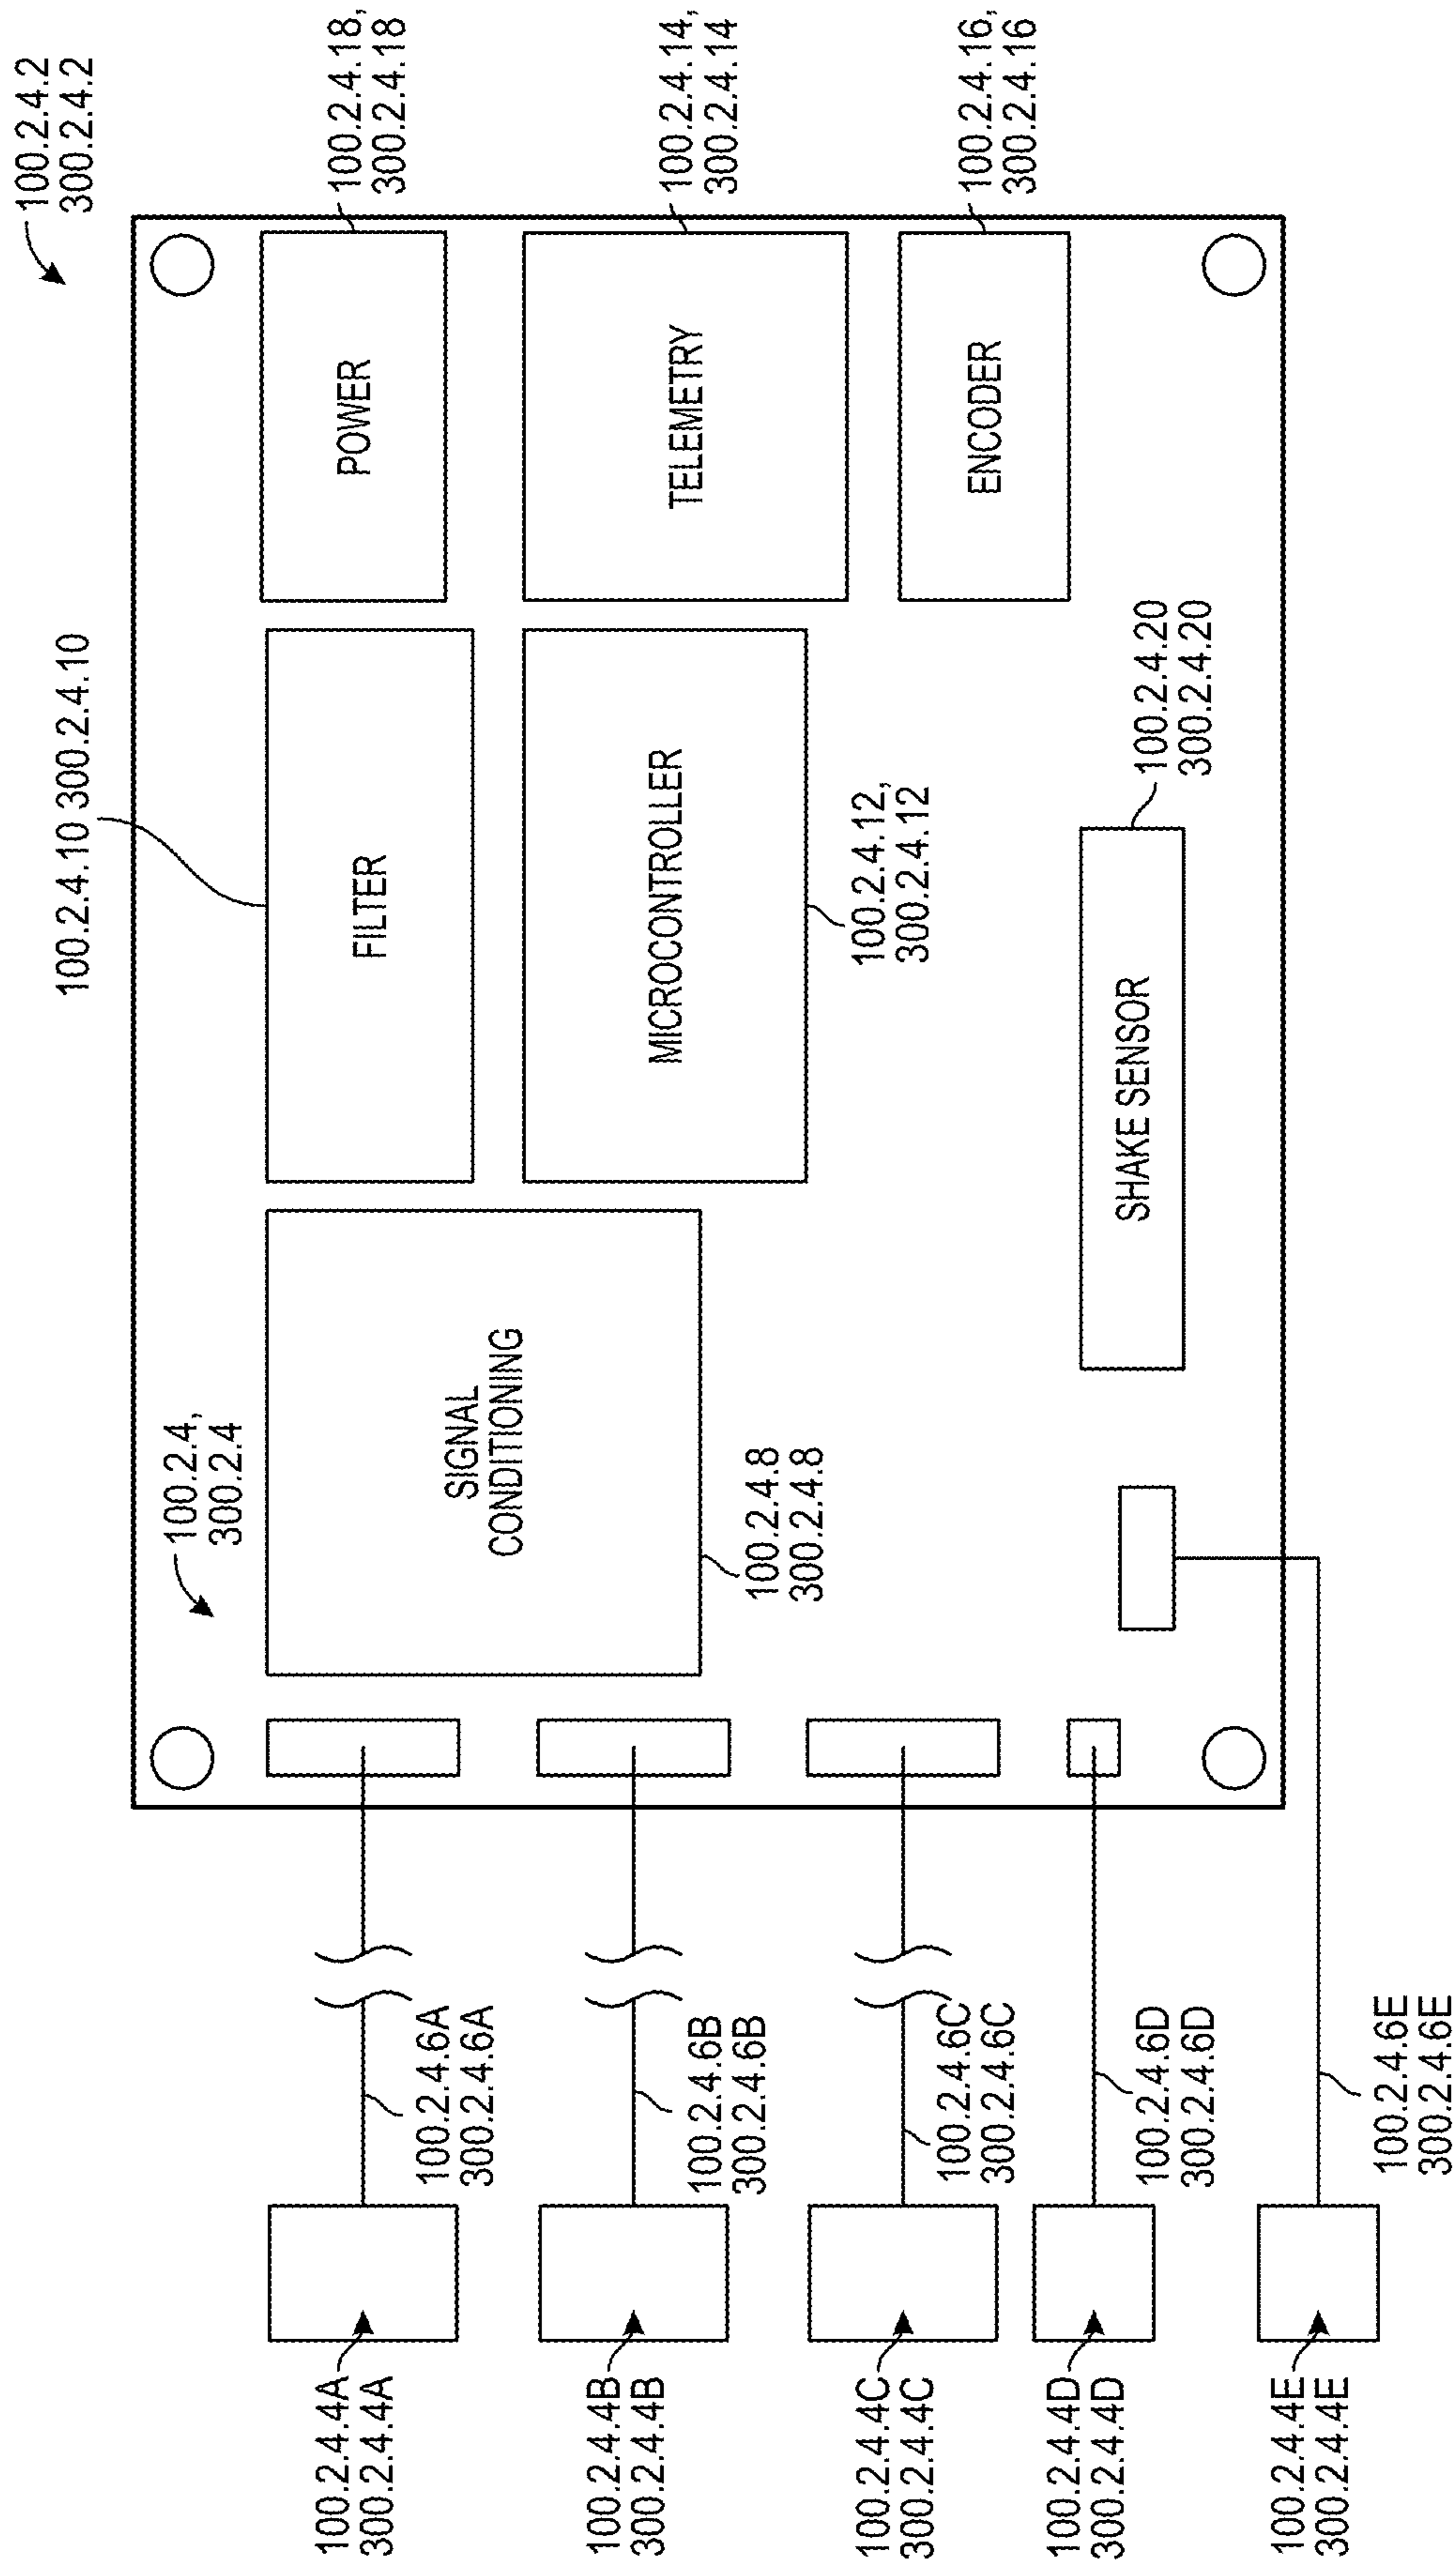 100.2.4.2
300.2.4.2
100.2.4.10 300.2.4.10
100.2.4,
300.2.4
100.2.4.18,
300.2.4.18
100.2.4.4A
300.2.4.4A
100.2.4.6A
300.2.4.6A
SIGNAL
CONDITIONING
FILTER
POWER
100.2.4.4B
300.2.4.4B
100.2.4.6B
300.2.4.6B
100.2.4.8
300.2.4.8
MICROCONTROLLER
TELEMETRY
100.2.4.14,
300.2.4.14
100.2.4.12,
300.2.4.12
100.2.4.4C
300.2.4.4C
100.2.4.6C
300.2.4.6C
ENCODER
100.2.4.16,
300.2.4.16
100.2.4.4D
300.2.4.4D
100.2.4.6D
300.2.4.6D
SHAKE SENSOR
100.2.4.20
300.2.4.20
100.2.4.4E
300.2.4.4E
100.2.4.6E
300.2.4.6E